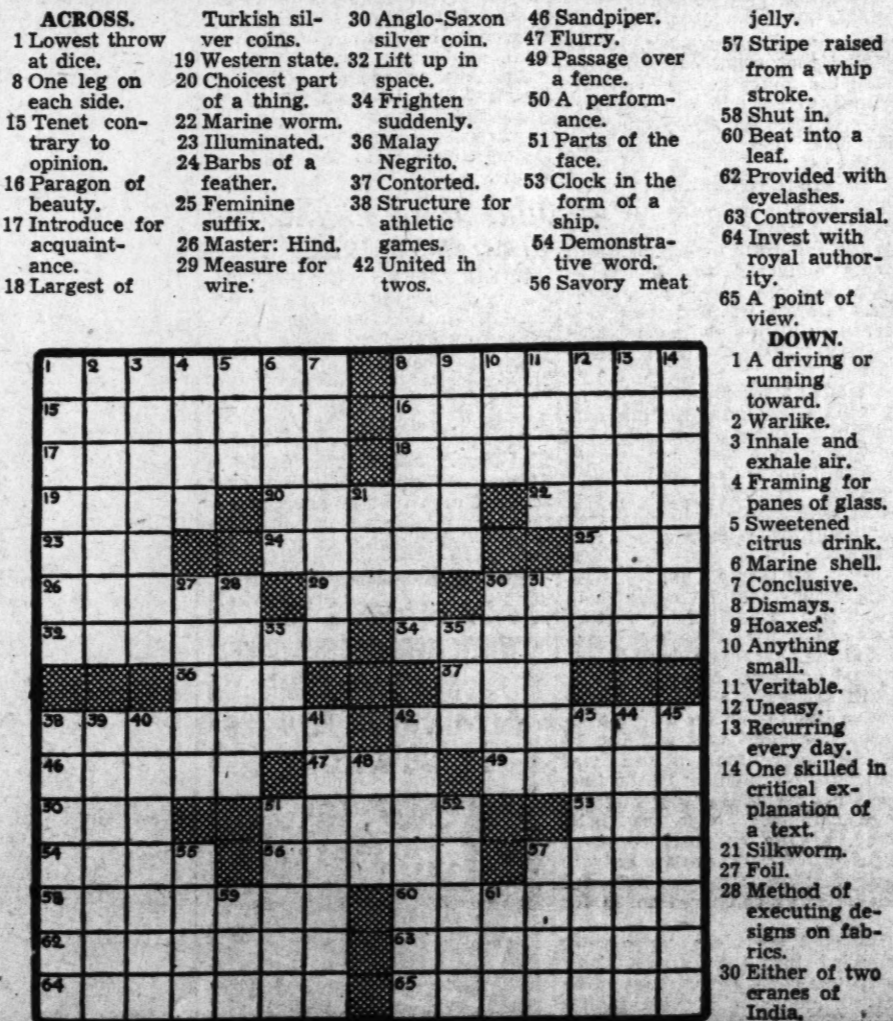 ACROSS.
1 Lowest throw
at dice.
8 One leg on
each side.
15 Tenet con-
trary to
opinion.
16 Paragon of
beauty.
17 Introduce for
acquaint-
ance.
18 Largest of
Turkish sil-
ver coins.
19 Western state.
20 Choicest part
of a thing.
22 Marine worm.
23 Illuminated.
24 Barbs of a
feather.
25 Feminine
suffix.
26 Master: Hind.
29 Measure for
wire.
30 Anglo-Saxon
silver coin.
32 Lift up in
space.
34 Frighten
suddenly.
36 Malay
Negrito.
37 Contorted.
38 Structure for
athletic
games.
42 United ih
twos.
46 Sandpiper.
47 Flurry.
49 Passage over
a fence.
50 A perform-
ance.
51 Parts of the
face.
53 Clock in the
form of a
ship.
54 Demonstra-
tive word.
56 Savory meat
jelly.
57 Stripe raised
from a whip
stroke.
58 Shut in.
60 Beat into a
leaf.
62 Provided with
eyelashes.
63 Controversial.
64 Invest with
royal author-
ity.
65 A point of
view.
DOWN.
1 A driving or
running
toward.
2 Warlike.
3 Inhale and
exhale air.
4 Framing for
panes of glass.
5 Sweetened
citrus drink.
6 Marine shell.
7 Conclusive.
8 Dismays.
9 Hoaxes.
10 Anything
small.
11 Veritable.
12 Uneasy.
13 Recurring
every day.
14 One skilled in
critical ex-
planation of
a text.
21 Silkworm.
27 Foil.
28 Method of
executing de-
signs on fab-
rics.
30 Either of two
cranes of
India.
1 2 3 4 5 6 7 8 9 10 11 12 13 14
15 16
17 18
19 20 21 22
23 24 25
26 27 28 29 30 31
32 33 34 35
36 37
38 39 40 41 42 43 44 45
46 47 48 49
50 51 52 53
54 55 56 57
58 59 60 61
62 63
64 65